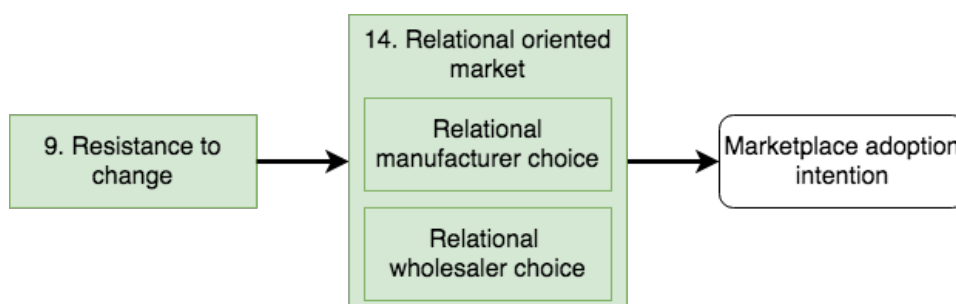 14. Relational oriented
market
9. Resistance to
change
Relational
manufacturer choice
Marketplace adoption
intention
Relational
wholesaler choice